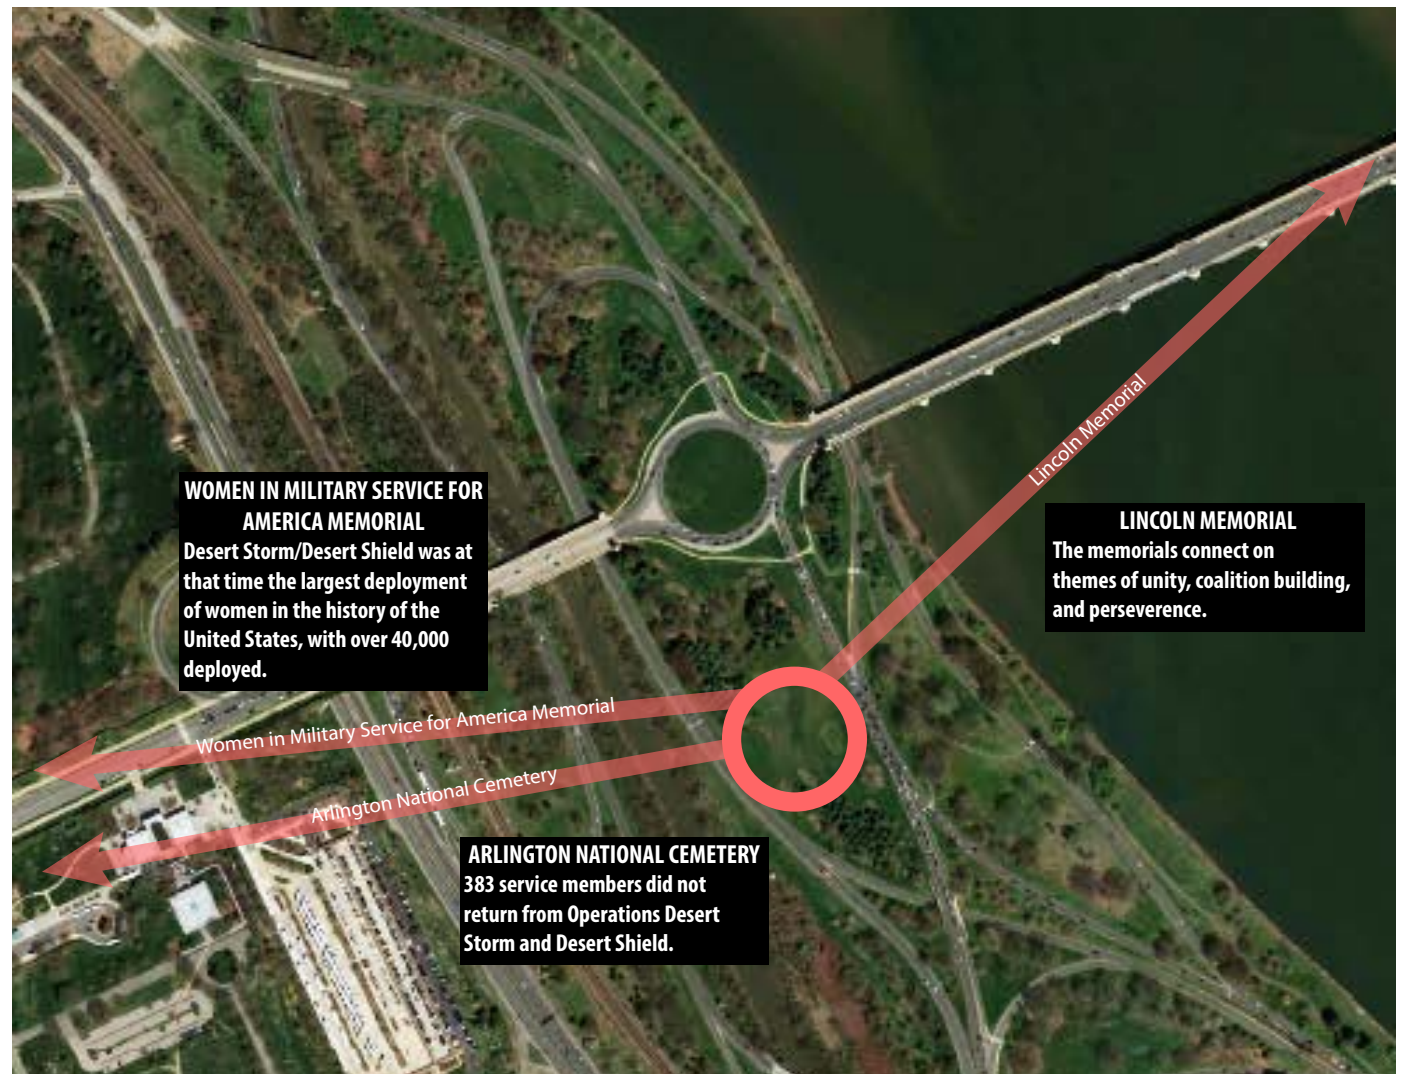 Lincoln Memorial
WOMEN IN MILITARY SERVICE FOR
AMERICA MEMORIAL
Desert Storm/Desert Shield was at
that time the largest deployment
of women in the history of the
United States, with over 40,000
deployed.
LINCOLN MEMORIAL
The memorials connect on
themes of unity, coalition building,
and perseverence.
Women in Military Service for America Memorial
Arlington National Cemetery
ARLINGTON NATIONAL CEMETERY
383 service members did not
return from Operations Desert
Storm and Desert Shield.